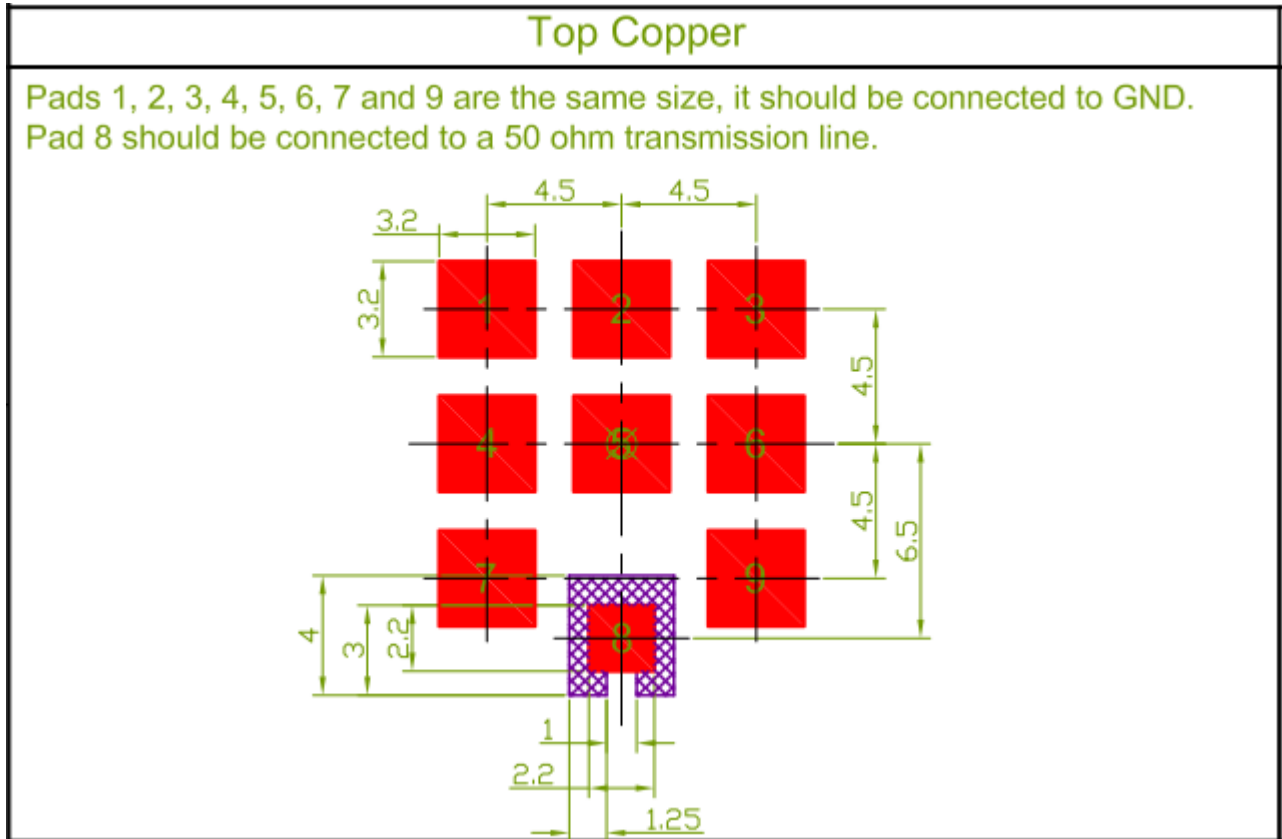 Top Copper
Pads 1, 2, 3, 4, 5, 6, 7 and 9 are the same size, it should be connected to GND.
Pad 8 should be connected to a 50 ohm transmission line.
4.5 4.5
3.2
3.2
1 2 3
4.5
4 5 6
4.5
6.5
7 9
4
3
2.2
8
1
2.2
1.25